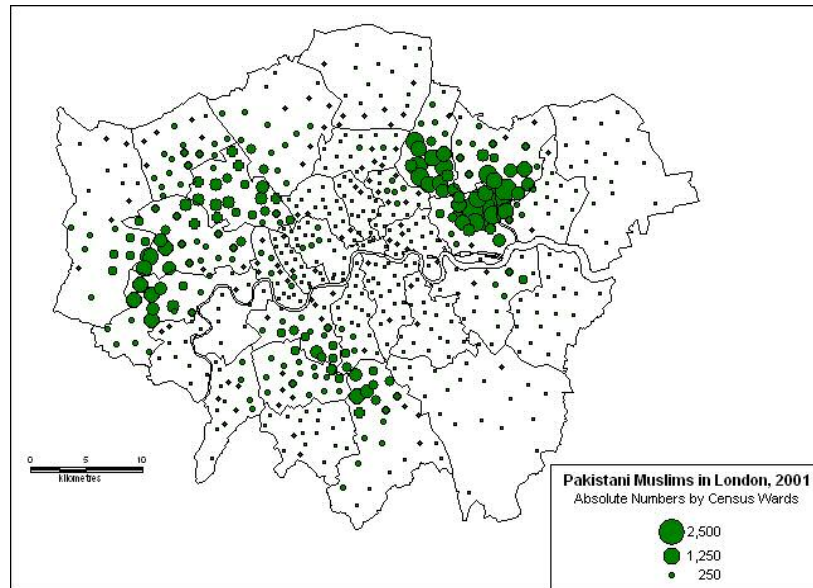 0 5 10
kilometres
Pakistani Muslims in London, 2001
Absolute Numbers by Census Wards
2,500
1,250
250